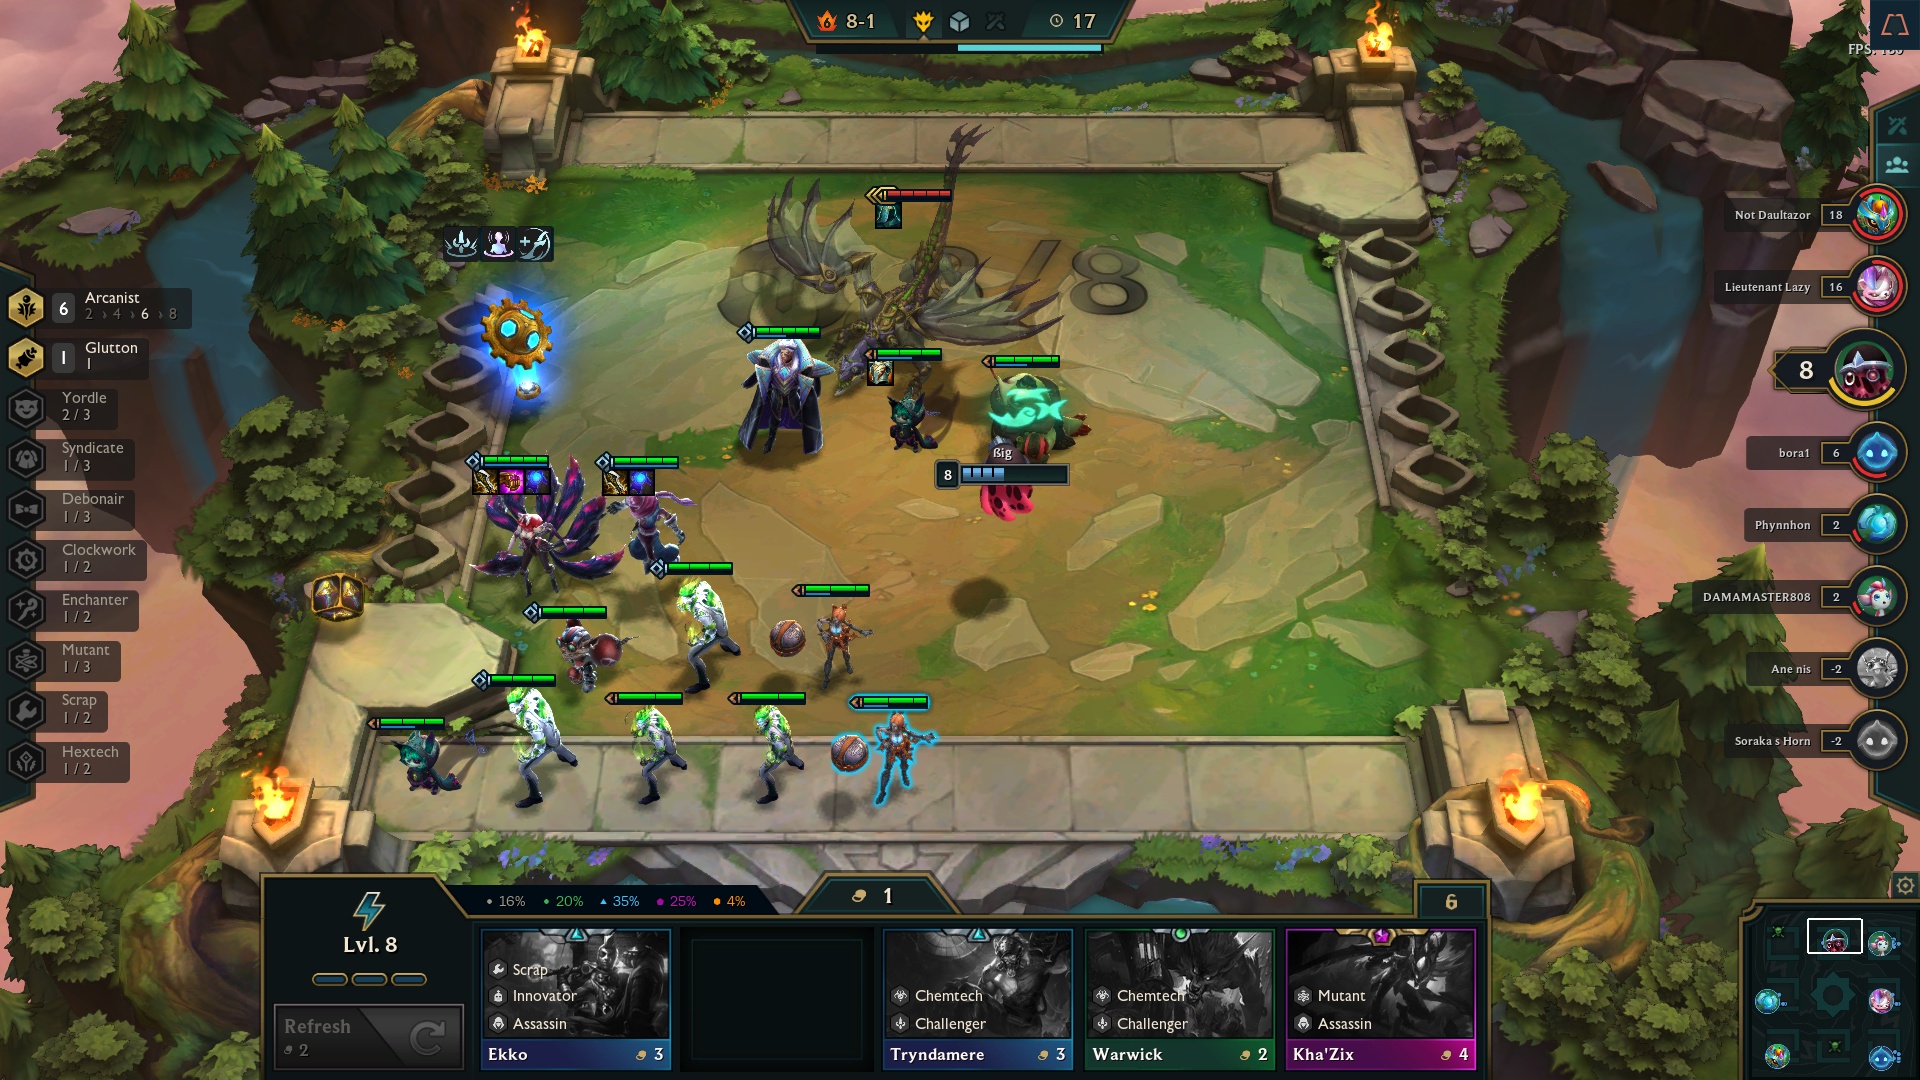 8-1
17
FPS: 
Not Daultazor 18
Lieutenant Lazy 16
8
bora1 6
Phynnhon 2
DAMAMASTER808 2
Ane nis -2
Soraka s Horn -2
6 Arcanist
2 › 4 › 6 › 8
1 Glutton
1
Yordle
2 / 3
Syndicate
1 / 3
Debonair
1 / 3
Clockwork
1 / 2
Enchanter
1 / 2
Mutant
1 / 3
Scrap
1 / 2
Hextech
1 / 2
/8
ßig
8
16% 20% 35% 25% 4%
1
6
Lvl. 8
Refresh
2
Scrap
Innovator
Assassin
Ekko 3
Chemtech
Challenger
Tryndamere 3
Chemtech
Challenger
Warwick 2
Mutant
Assassin
Kha'Zix 4